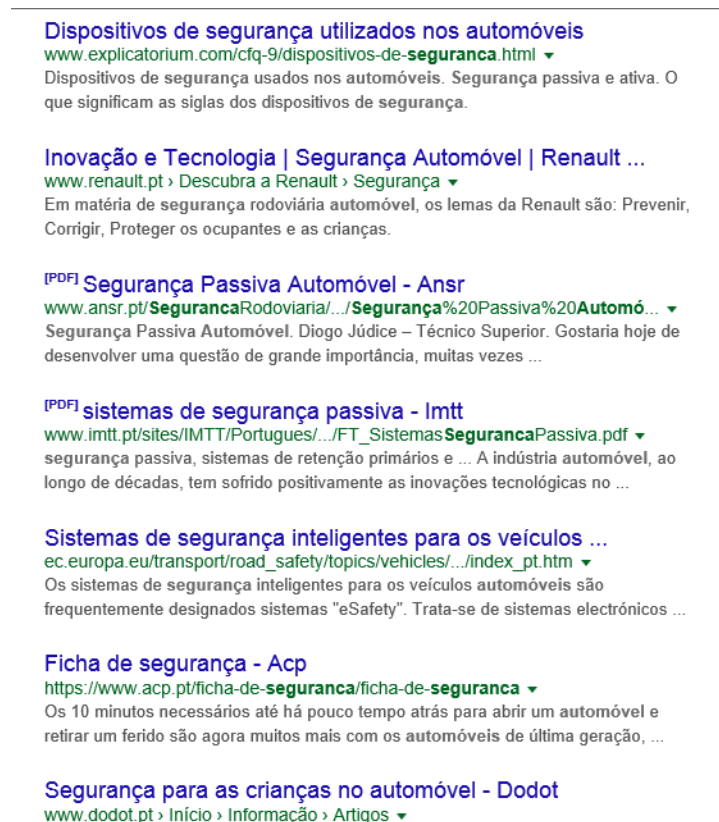 Dispositivos de segurança utilizados nos automóveis
www.explicatorium.com/cfq-9/dispositivos-de-seguranca.html
Dispositivos de segurança usados nos automóveis. Segurança passiva e ativa. O
que significam as siglas dos dispositivos de segurança.
Inovação e Tecnologia | Segurança Automóvel | Renault ...
www.renault.pt › Descubra a Renault › Segurança
Em matéria de segurança rodoviária automóvel, os lemas da Renault são: Prevenir,
Corrigir, Proteger os ocupantes e as crianças.
[PDF] Segurança Passiva Automóvel - Ansr
www.ansr.pt/SegurancaRodoviaria/.../Segurança%20Passiva%20Automó...
Segurança Passiva Automóvel. Diogo Júdice – Técnico Superior. Gostaria hoje de
desenvolver uma questão de grande importância, muitas vezes ...
[PDF] sistemas de segurança passiva - Imtt
www.imtt.pt/sites/IMTT/Portugues/.../FT_SistemasSegurancaPassiva.pdf
segurança passiva, sistemas de retenção primários e ... A indústria automóvel, ao
longo de décadas, tem sofrido positivamente as inovações tecnológicas no ...
Sistemas de segurança inteligentes para os veículos ...
ec.europa.eu/transport/road_safety/topics/vehicles/.../index_pt.htm
Os sistemas de segurança inteligentes para os veículos automóveis são
frequentemente designados sistemas "eSafety". Trata-se de sistemas electrónicos ...
Ficha de segurança - Acp
https://www.acp.pt/ficha-de-seguranca/ficha-de-seguranca
Os 10 minutos necessários até há pouco tempo atrás para abrir um automóvel e
retirar um ferido são agora muitos mais com os automóveis de última geração, ...
Segurança para as crianças no automóvel - Dodot
www.dodot.pt › Início › Informação › Artigos